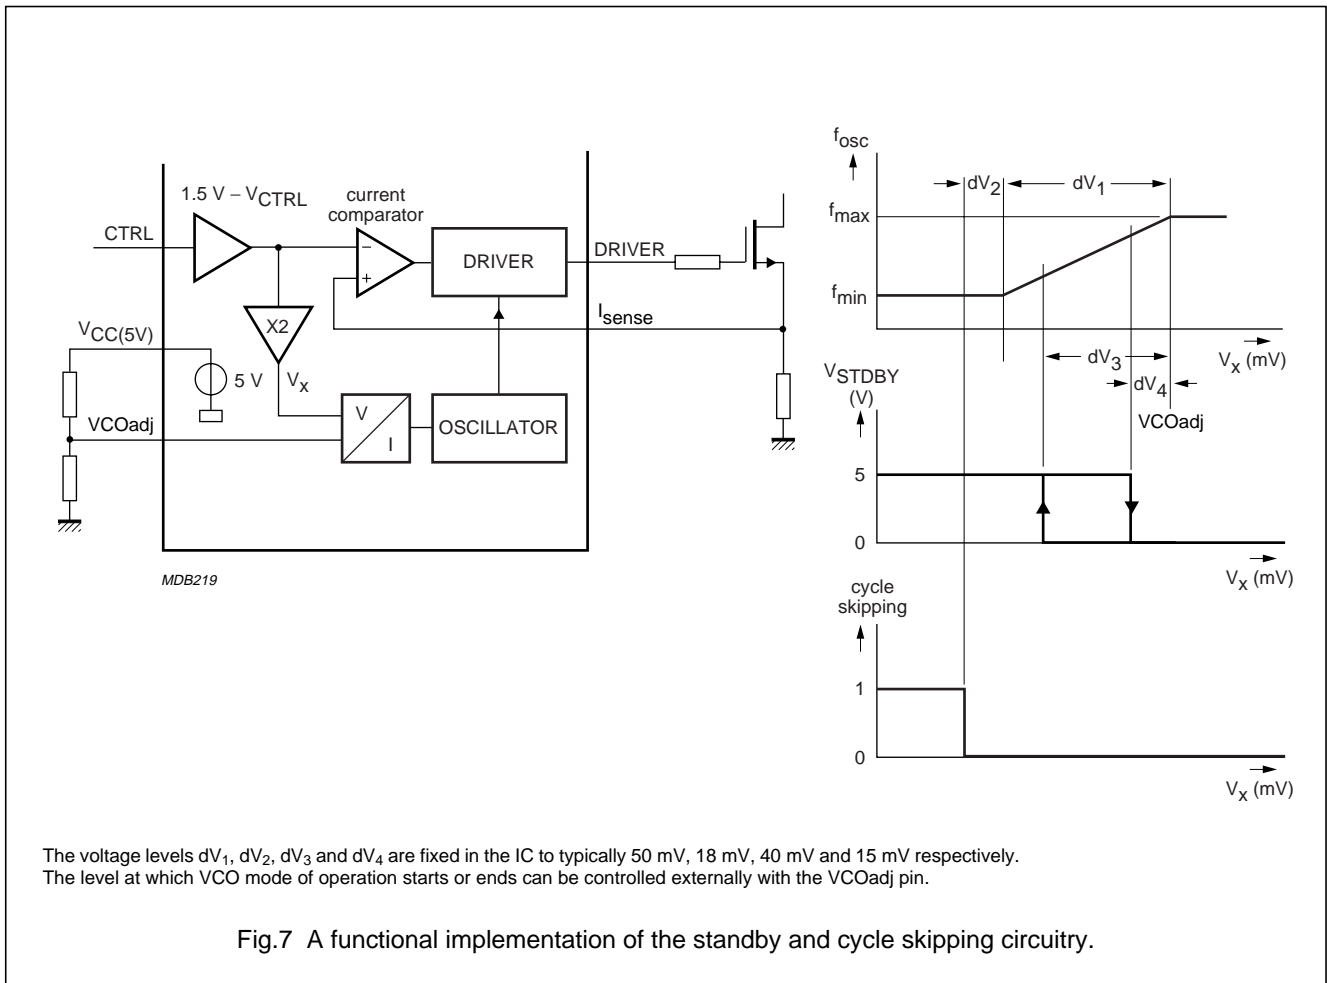 1.5 V – VCTRL
current
comparator
CTRL
DRIVER
DRIVER
–
+
X2
Isense
VCC(5V)
5 V
Vx
VCOadj
V
I
OSCILLATOR
MDB219
fosc
dV2
dV1
fmax
fmin
dV3
Vx (mV)
VSTDBY
(V)
dV4
VCOadj
5
0
Vx (mV)
cycle
skipping
1
0
Vx (mV)
The voltage levels dV1, dV2, dV3 and dV4 are fixed in the IC to typically 50 mV, 18 mV, 40 mV and 15 mV respectively.
The level at which VCO mode of operation starts or ends can be controlled externally with the VCOadj pin.
Fig.7 A functional implementation of the standby and cycle skipping circuitry.